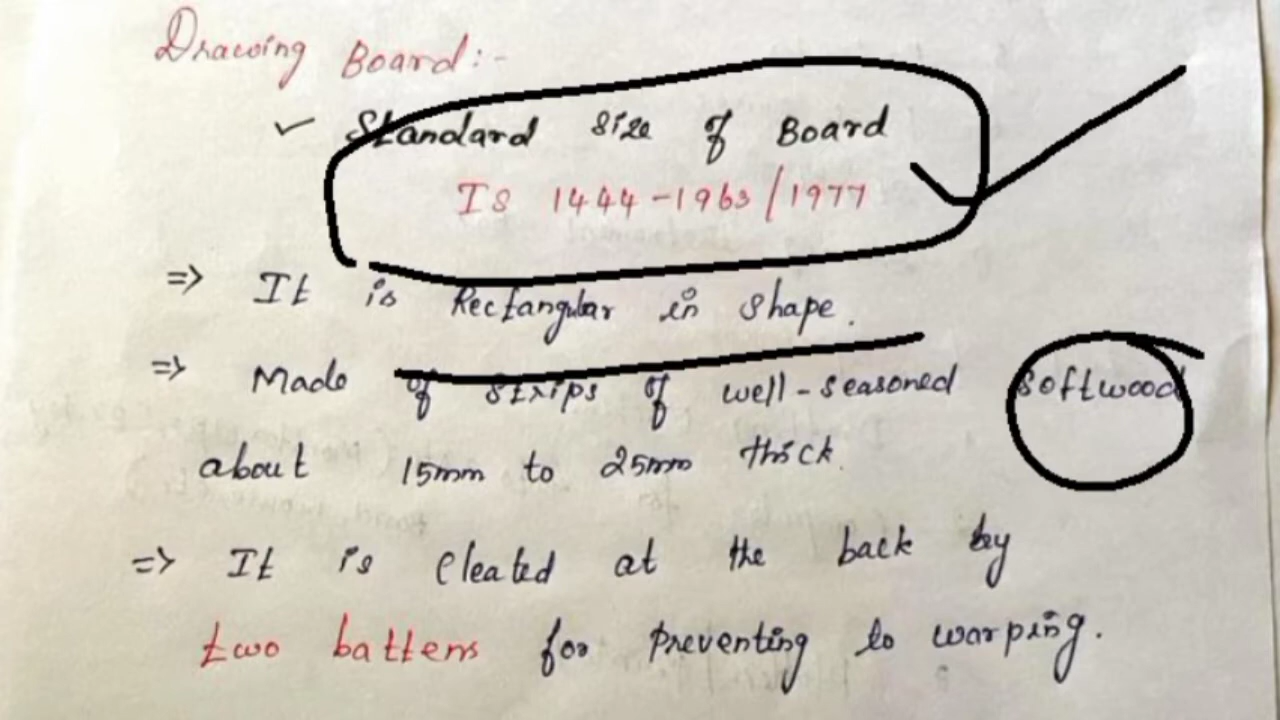 Drawing Board:-
✓ Standard size of Board
IS 1444-1963/1977
=> It is Rectangular in shape.
=> Made of strips of well-seasoned softwood
about 15mm to 25mm thick.
=> It is cleated at the back by
two battens for preventing to warping.